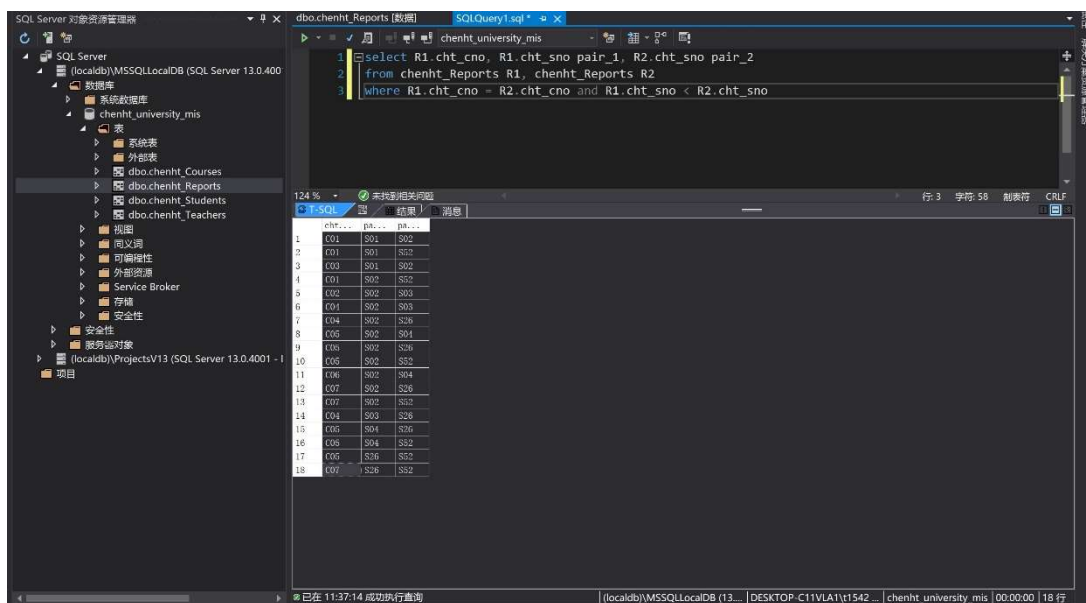 SQL Server 对象资源管理器
dbo.chenht_Reports [数据]
SQLQuery1.sql *
chenht_university_mis
SQL Server
(localdb)\MSSQLLocalDB (SQL Server 13.0.400
数据库
系统数据库
chenht_university_mis
表
系统表
外部表
dbo.chenht_Courses
dbo.chenht_Reports
dbo.chenht_Students
dbo.chenht_Teachers
视图
同义词
可编程性
外部资源
Service Broker
存储
安全性
安全性
服务器对象
(localdb)\ProjectsV13 (SQL Server 13.0.4001 -
项目
1 select R1.cht_cno, R1.cht_sno pair_1, R2.cht_sno pair_2
2 from chenht_Reports R1, chenht_Reports R2
3 where R1.cht_cno = R2.cht_cno and R1.cht_sno < R2.cht_sno
124 % 未找到相关问题 行: 3 字符: 58 制表符 CRLF
T-SQL 结果 消息
cht... pa... pa...
1 C01 S01 S02
2 C01 S01 S52
3 C03 S01 S02
4 C01 S02 S52
5 C02 S02 S03
6 C04 S02 S03
7 C04 S02 S26
8 C05 S02 S04
9 C05 S02 S26
10 C05 S02 S52
11 C06 S02 S04
12 C07 S02 S26
13 C07 S02 S52
14 C04 S03 S26
15 C05 S04 S26
16 C05 S04 S52
17 C05 S26 S52
18 C07 S26 S52
已在 11:37:14 成功执行查询 (localdb)\MSSQLLocalDB (13.... DESKTOP-C11VLA1\t1542 ... chenht_university_mis 00:00:00 18 行